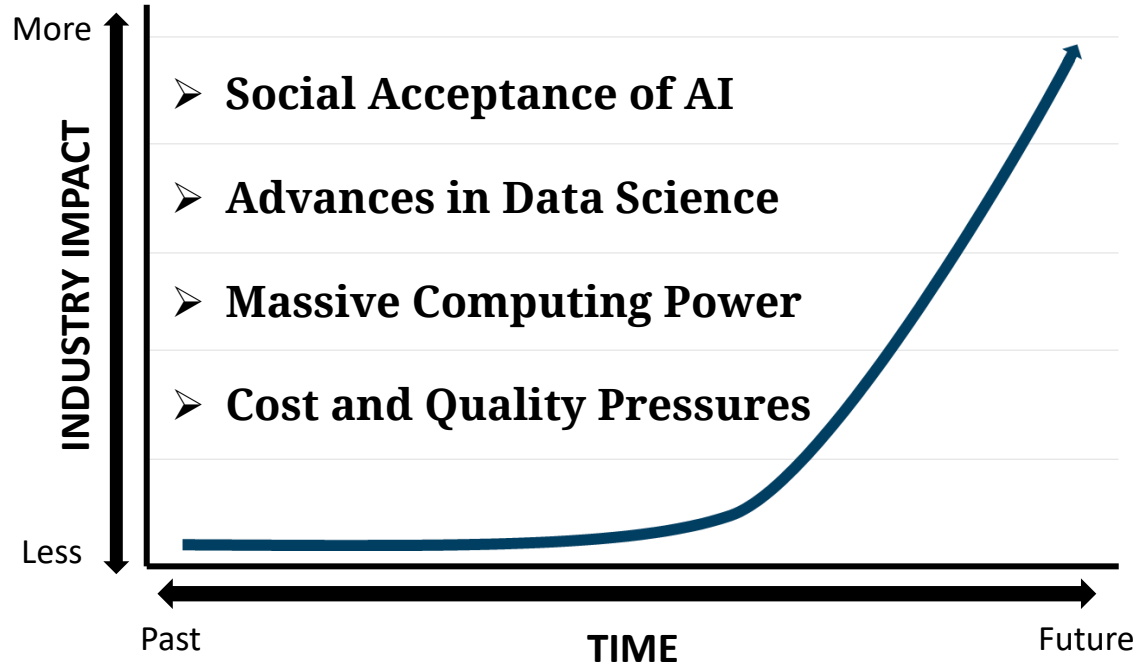 More
➢ Social Acceptance of AI
➢ Advances in Data Science
➢ Massive Computing Power
➢ Cost and Quality Pressures
INDUSTRY IMPACT
Less
Past
TIME
Future